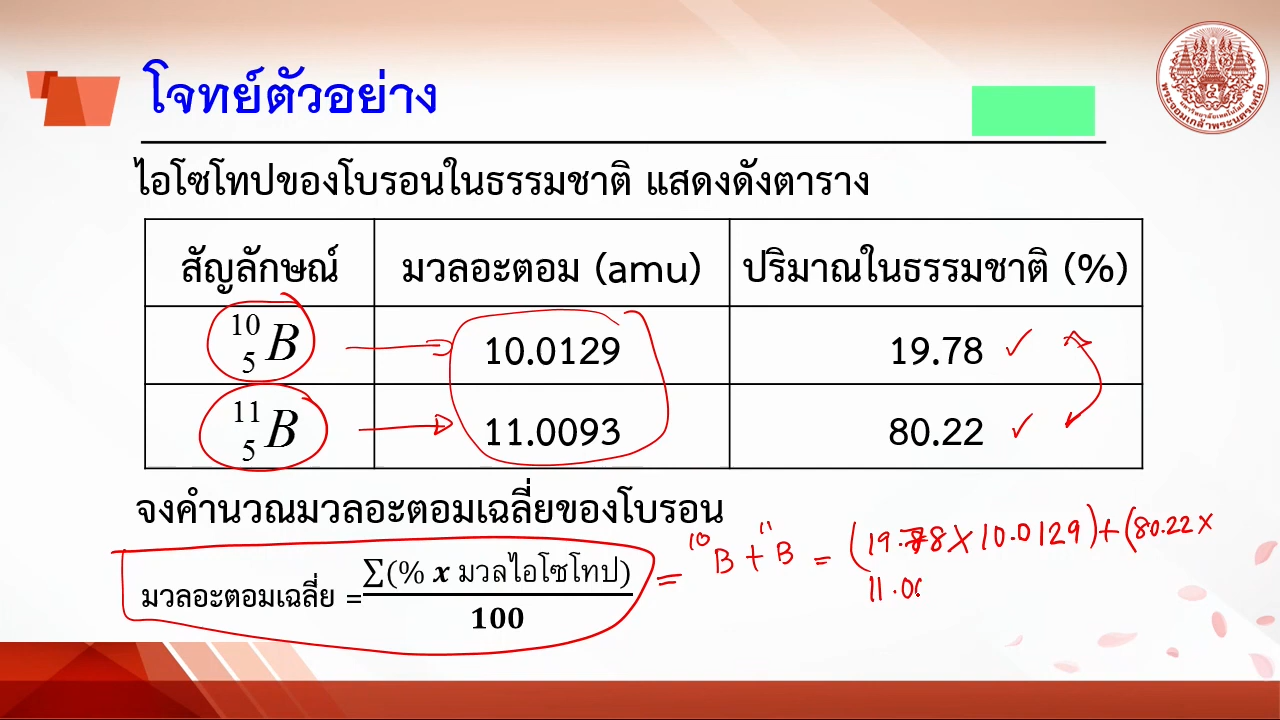 โจทย์ตัวอย่าง
ไอโซโทปของโบรอนในธรรมชาติ แสดงดังตาราง
สัญลักษณ์ มวลอะตอม (amu) ปริมาณในธรรมชาติ (%)
10 5 B 10.0129 19.78 ✓
11 5 B 11.0093 80.22 ✓
จงคำนวณมวลอะตอมเฉลี่ยของโบรอน
มวลอะตอมเฉลี่ย = ∑(% x มวลไอโซโทป) / 100
= 10 B + 11 B = (19.78 x 10.0129) + (80.22 x
11.00